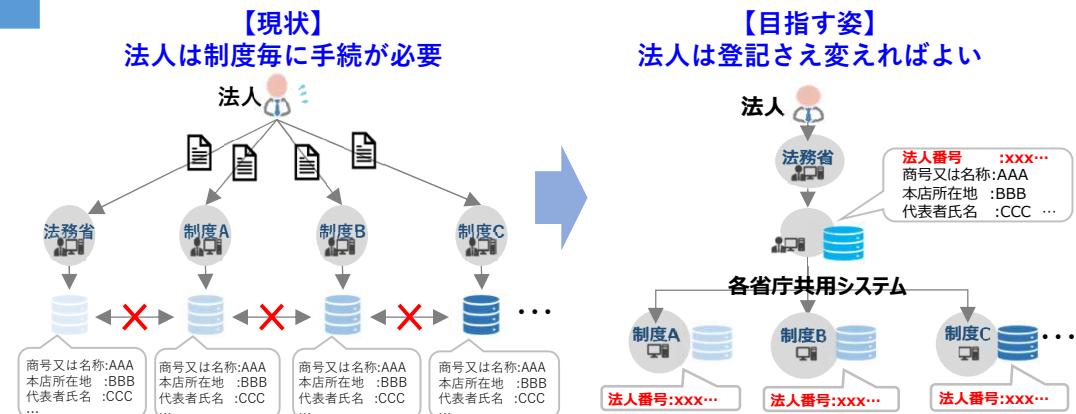 【現状】
法人は制度毎に手続が必要
法人
法務省
制度A
制度B
制度C
…
商号又は名称:AAA
本店所在地 :BBB
代表者氏名 :CCC
…
商号又は名称:AAA
本店所在地 :BBB
代表者氏名 :CCC
…
商号又は名称:AAA
本店所在地 :BBB
代表者氏名 :CCC
…
商号又は名称:AAA
本店所在地 :BBB
代表者氏名 :CCC
…
【目指す姿】
法人は登記さえ変えればよい
法人
法務省
法人番号 :xxx…
商号又は名称:AAA
本店所在地 :BBB
代表者氏名 :CCC …
各省庁共用システム
制度A
制度B
制度C
…
法人番号:xxx…
法人番号:xxx…
法人番号:xxx…